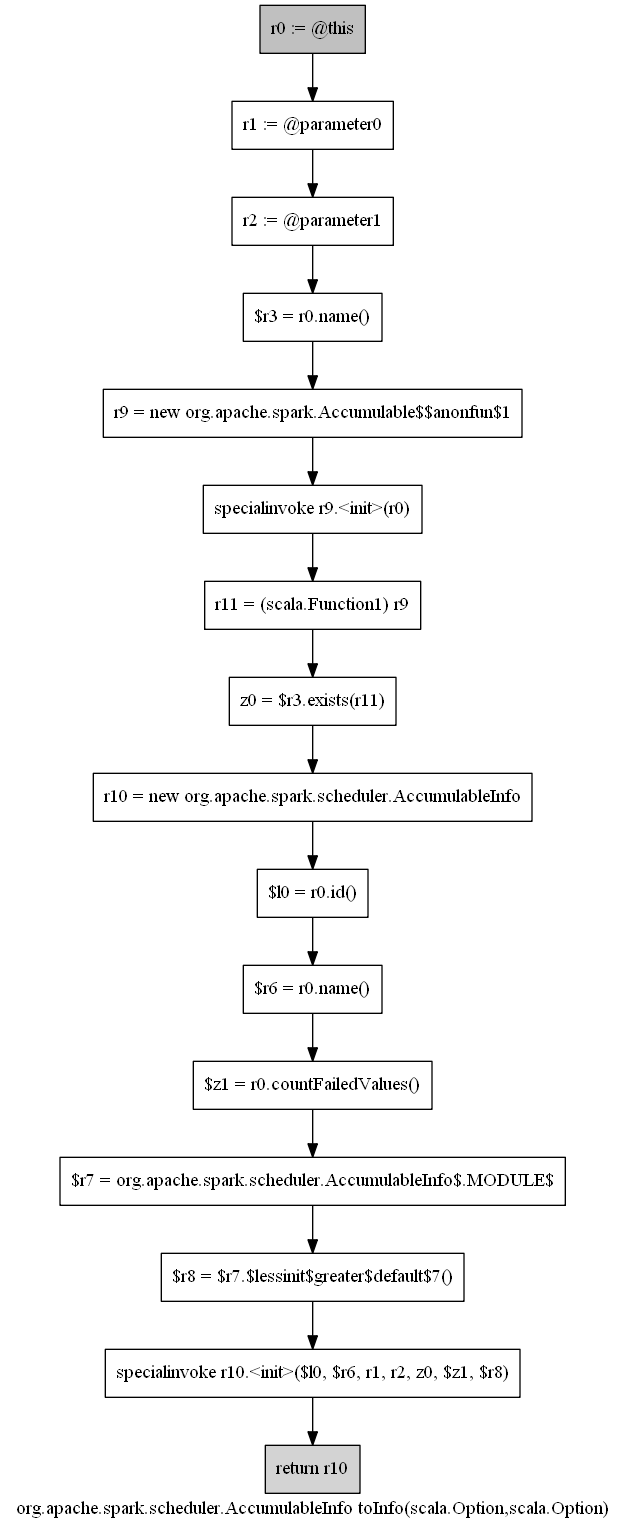 r0 := @this
r1 := @parameter0
r2 := @parameter1
$r3 = r0.name()
r9 = new org.apache.spark.Accumulable$$anonfun$1
specialinvoke r9.<init>(r0)
r11 = (scala.Function1) r9
z0 = $r3.exists(r11)
r10 = new org.apache.spark.scheduler.AccumulableInfo
$l0 = r0.id()
$r6 = r0.name()
$z1 = r0.countFailedValues()
$r7 = org.apache.spark.scheduler.AccumulableInfo$.MODULE$
$r8 = $r7.$lessinit$greater$default$7()
specialinvoke r10.<init>($l0, $r6, r1, r2, z0, $z1, $r8)
return r10
org.apache.spark.scheduler.AccumulableInfo toInfo(scala.Option,scala.Option)